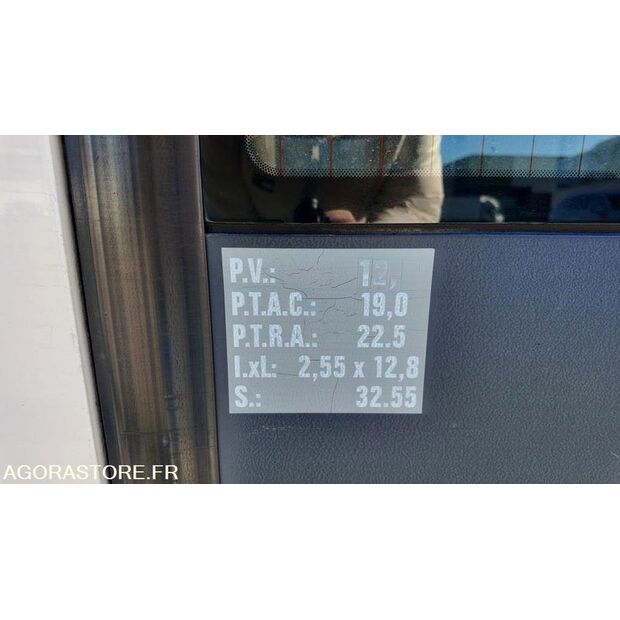 P.V.: 12,
P.T.A.C.: 19,0
P.T.R.A.: 22.5
l.xL: 2,55 x 12,8
S.: 32.55
AGORASTORE.FR